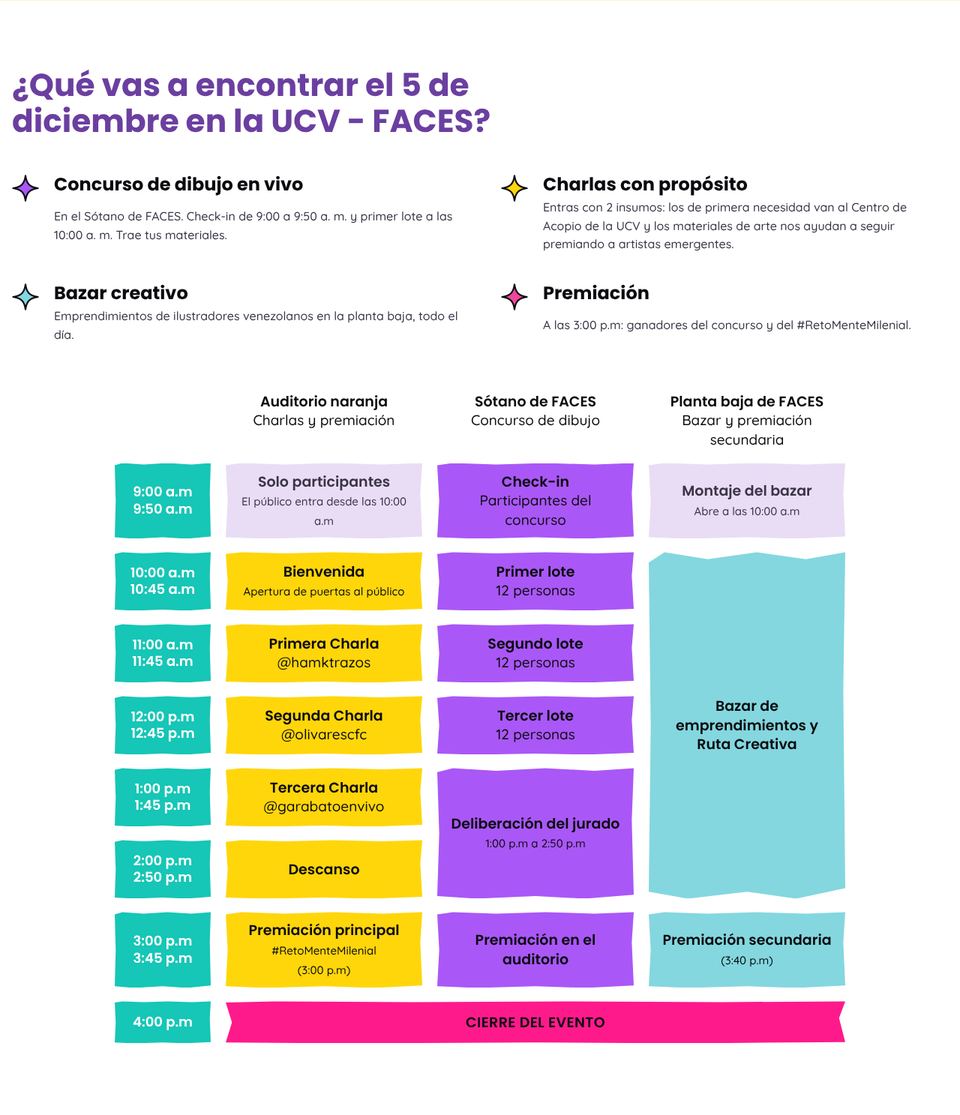 ¿Qué vas a encontrar el 5 de
diciembre en la UCV - FACES?
Concurso de dibujo en vivo
En el Sótano de FACES. Check-in de 9:00 a 9:50 a. m. y primer lote a las
10:00 a. m. Trae tus materiales.
Charlas con propósito
Entras con 2 insumos: los de primera necesidad van al Centro de
Acopio de la UCV y los materiales de arte nos ayudan a seguir
premiando a artistas emergentes.
Bazar creativo
Emprendimientos de ilustradores venezolanos en la planta baja, todo el
día.
Premiación
A las 3:00 p.m: ganadores del concurso y del #RetoMenteMilenial.
Auditorio naranja
Charlas y premiación
Sótano de FACES
Concurso de dibujo
Planta baja de FACES
Bazar y premiación
secundaria
9:00 a.m
9:50 a.m
Solo participantes
El público entra desde las 10:00
a.m
Check-in
Participantes del
concurso
Montaje del bazar
Abre a las 10:00 a.m
10:00 a.m
10:45 a.m
Bienvenida
Apertura de puertas al público
Primer lote
12 personas
11:00 a.m
11:45 a.m
Primera Charla
@hamktrazos
Segundo lote
12 personas
12:00 p.m
12:45 p.m
Segunda Charla
@olivarescfc
Tercer lote
12 personas
Bazar de
emprendimientos y
Ruta Creativa
1:00 p.m
1:45 p.m
Tercera Charla
@garabatoenvivo
Deliberación del jurado
1:00 p.m a 2:50 p.m
2:00 p.m
2:50 p.m
Descanso
3:00 p.m
3:45 p.m
Premiación principal
#RetoMenteMilenial
(3:00 p.m)
Premiación en el
auditorio
Premiación secundaria
(3:40 p.m)
4:00 p.m
CIERRE DEL EVENTO